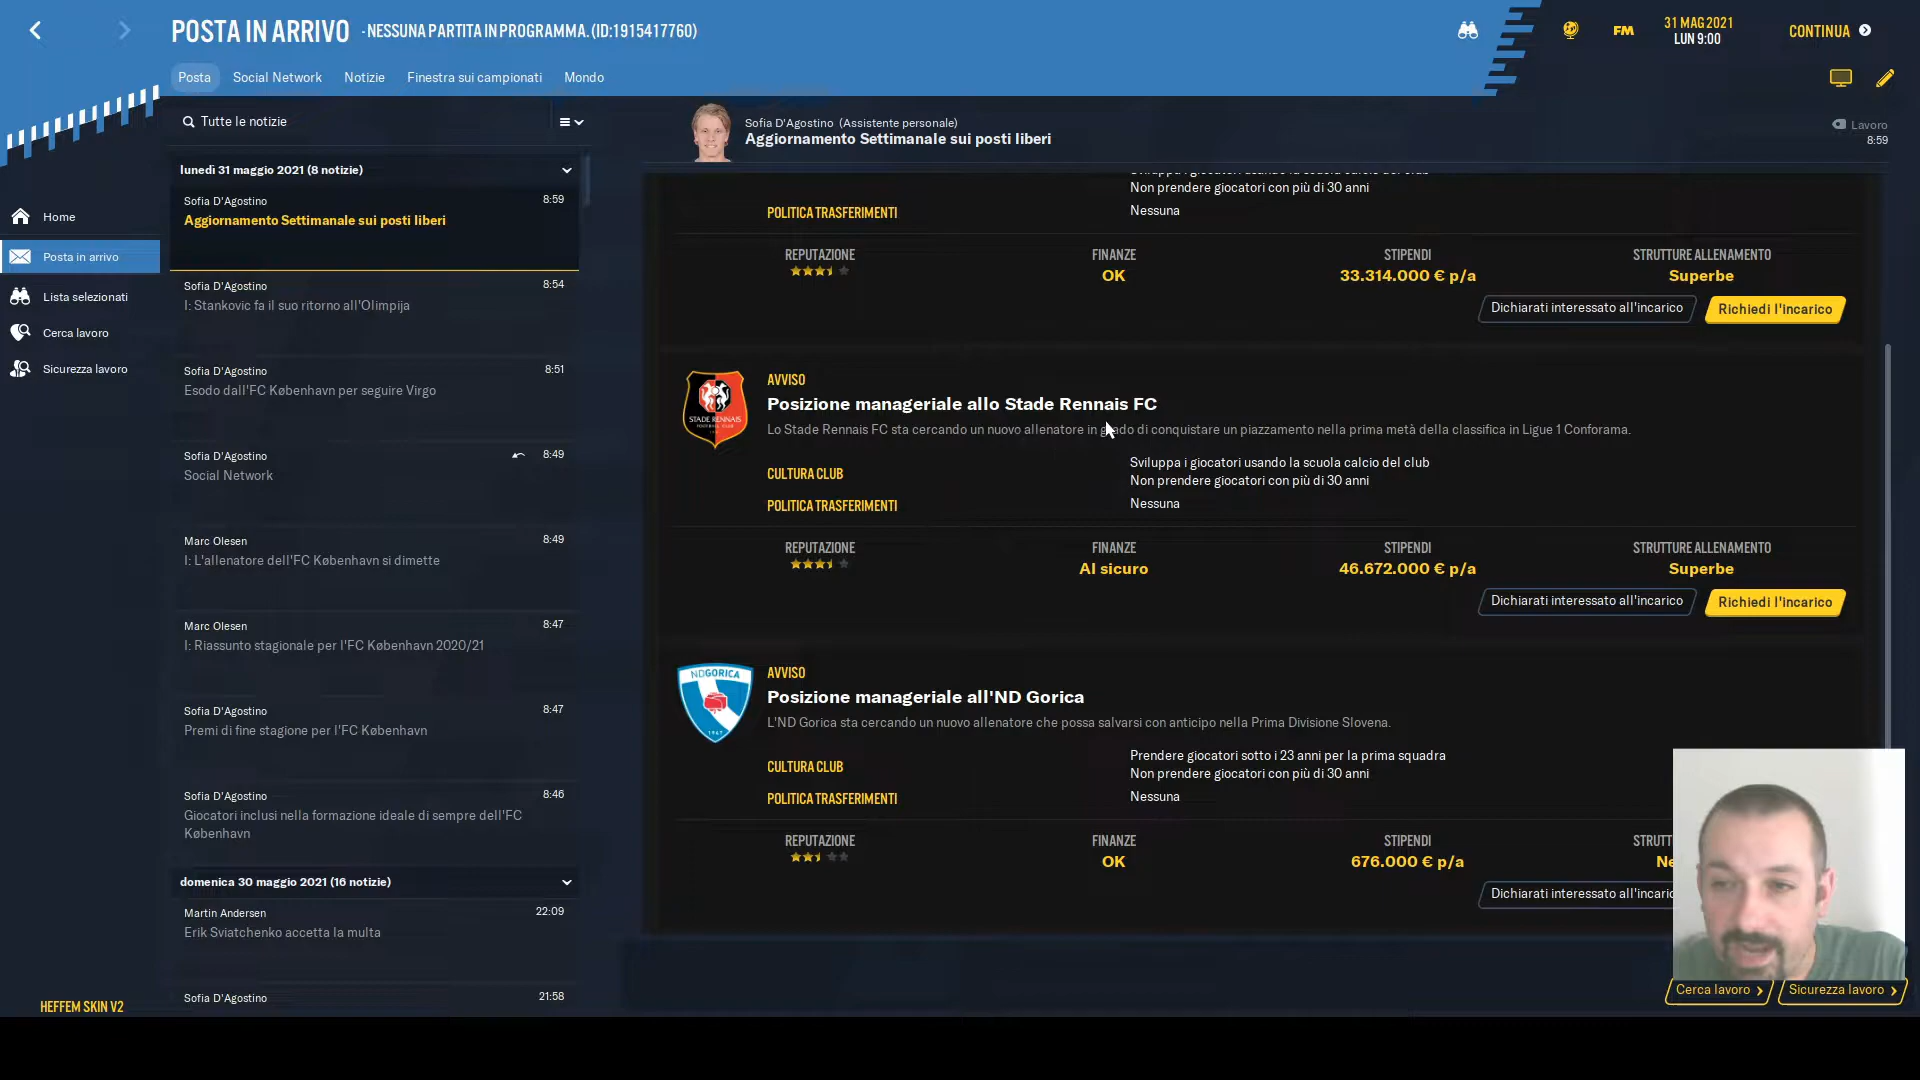 POSTA IN ARRIVO
- NESSUNA PARTITA IN PROGRAMMA. (ID:1915417760)
FM
31 MAG 2021
LUN 9:00
CONTINUA
Posta
Social Network
Notizie
Finestra sui campionati
Mondo
Home
Posta in arrivo
Lista selezionati
Cerca lavoro
Sicurezza lavoro
HEFFEM SKIN V2
Tutte le notizie
lunedì 31 maggio 2021 (8 notizie)
Sofia D'Agostino 8:59
Aggiornamento Settimanale sui posti liberi
Sofia D'Agostino 8:54
I: Stankovic fa il suo ritorno all'Olimpija
Sofia D'Agostino 8:51
Esodo dall'FC København per seguire Virgo
Sofia D'Agostino 8:49
Social Network
Marc Olesen 8:49
I: L'allenatore dell'FC København si dimette
Marc Olesen 8:47
I: Riassunto stagionale per l'FC København 2020/21
Sofia D'Agostino 8:47
Premi di fine stagione per l'FC København
Sofia D'Agostino 8:46
Giocatori inclusi nella formazione ideale di sempre dell'FC
København
domenica 30 maggio 2021 (16 notizie)
Martin Andersen 22:09
Erik Sviatchenko accetta la multa
Sofia D'Agostino 21:58
Sofia D'Agostino (Assistente personale)
Aggiornamento Settimanale sui posti liberi
Lavoro
8:59
Non prendere giocatori con più di 30 anni
POLITICA TRASFERIMENTI Nessuna
REPUTAZIONE FINANZE STIPENDI STRUTTURE ALLENAMENTO
OK 33.314.000 € p/a Superbe
Dichiarati interessato all'incarico Richiedi l'incarico
STADE RENNAIS
AVVISO
Posizione manageriale allo Stade Rennais FC
Lo Stade Rennais FC sta cercando un nuovo allenatore in grado di conquistare un piazzamento nella prima metà della classifica in Ligue 1 Conforama.
CULTURA CLUB
Sviluppa i giocatori usando la scuola calcio del club
Non prendere giocatori con più di 30 anni
POLITICA TRASFERIMENTI Nessuna
REPUTAZIONE FINANZE STIPENDI STRUTTURE ALLENAMENTO
Al sicuro 46.672.000 € p/a Superbe
Dichiarati interessato all'incarico Richiedi l'incarico
ND GORICA
1947
AVVISO
Posizione manageriale all'ND Gorica
L'ND Gorica sta cercando un nuovo allenatore che possa salvarsi con anticipo nella Prima Divisione Slovena.
CULTURA CLUB
Prendere giocatori sotto i 23 anni per la prima squadra
Non prendere giocatori con più di 30 anni
POLITICA TRASFERIMENTI Nessuna
REPUTAZIONE FINANZE STIPENDI STRUTT
OK 676.000 € p/a Ne
Dichiarati interessato all'incarico
Cerca lavoro
Sicurezza lavoro